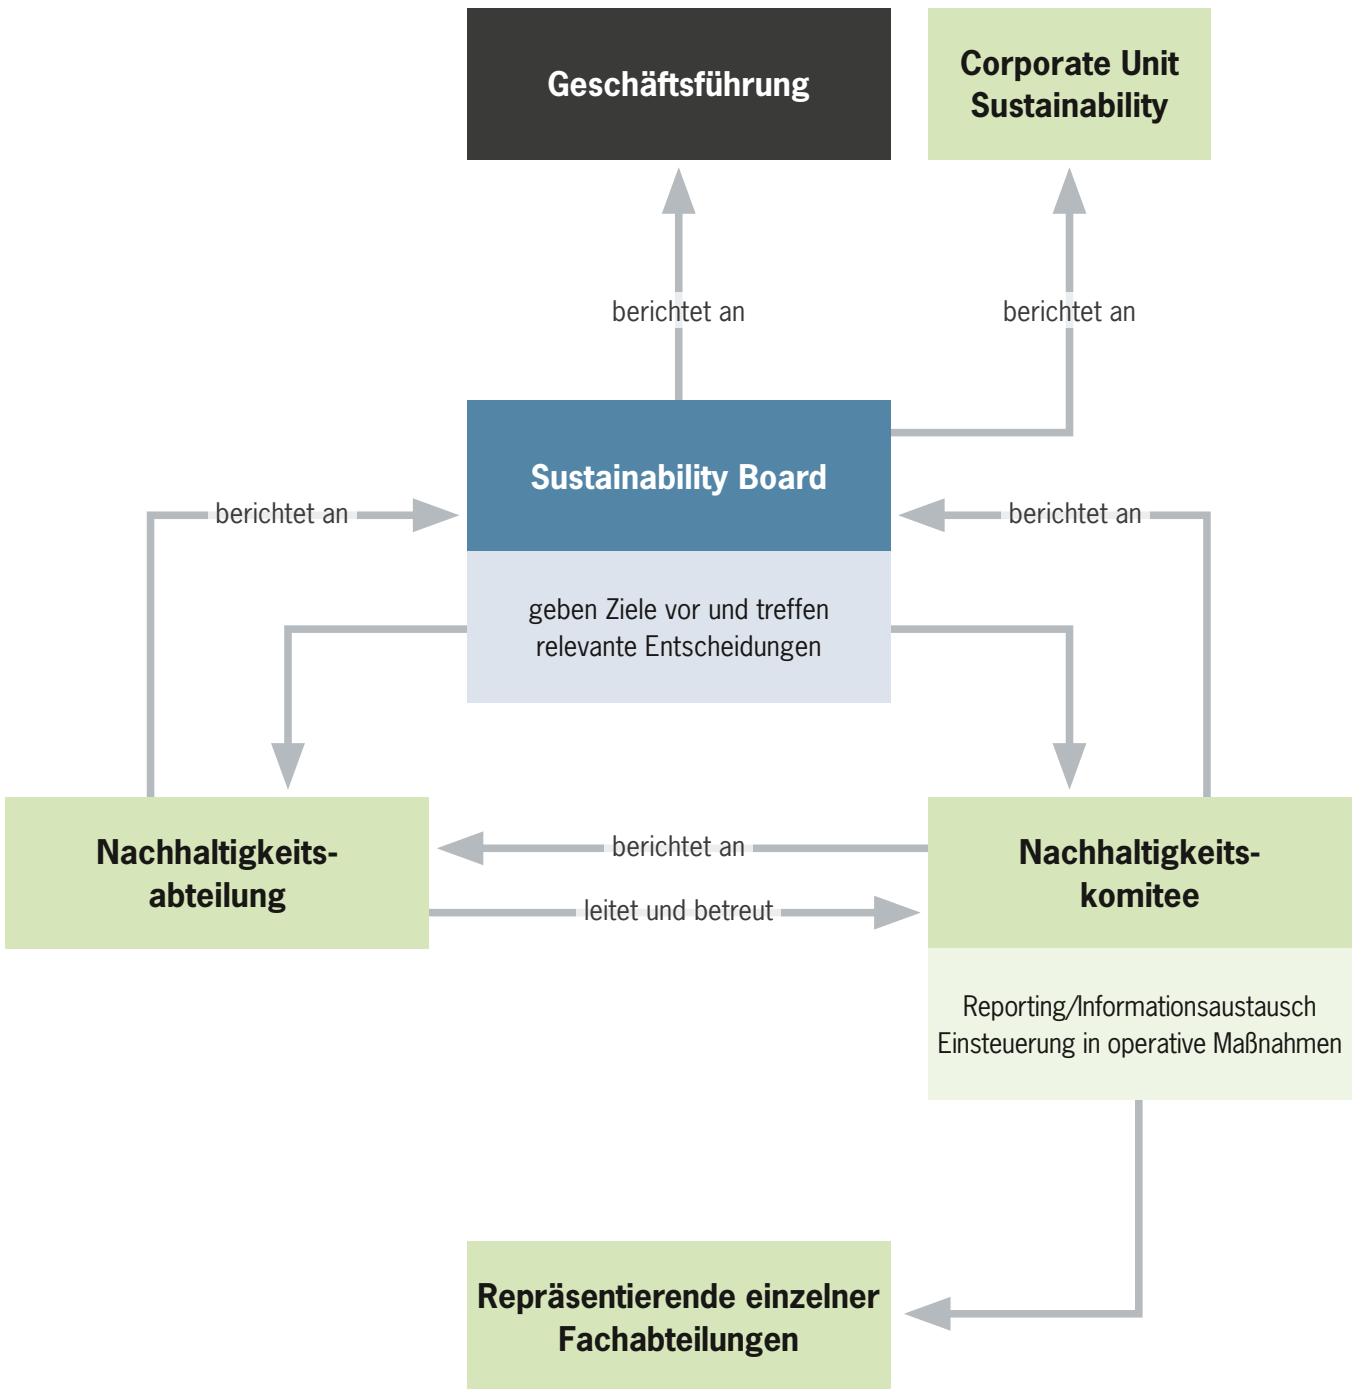 Geschäftsführung
Corporate Unit
Sustainability
berichtet an
berichtet an
Sustainability Board
berichtet an
berichtet an
geben Ziele vor und treffen
relevante Entscheidungen
Nachhaltigkeits-
abteilung
berichtet an
leitet und betreut
Nachhaltigkeits-
komitee
Reporting/Informationsaustausch
Einsteuerung in operative Maßnahmen
Repräsentierende einzelner
Fachabteilungen